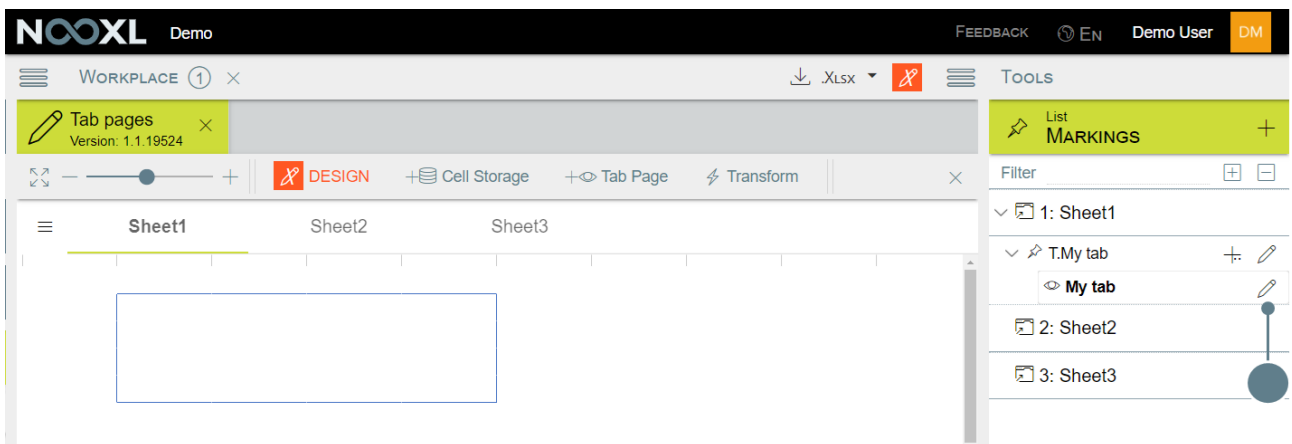 NOOXL Demo FEEDBACK EN Demo User DM
WORKPLACE 1 .XLSX TOOLS
Tab pages
Version: 1.1.19524
List
MARKINGS
DESIGN Cell Storage Tab Page Transform
Filter
Sheet1 Sheet2 Sheet3
1: Sheet1
T.My tab
My tab
2: Sheet2
3: Sheet3